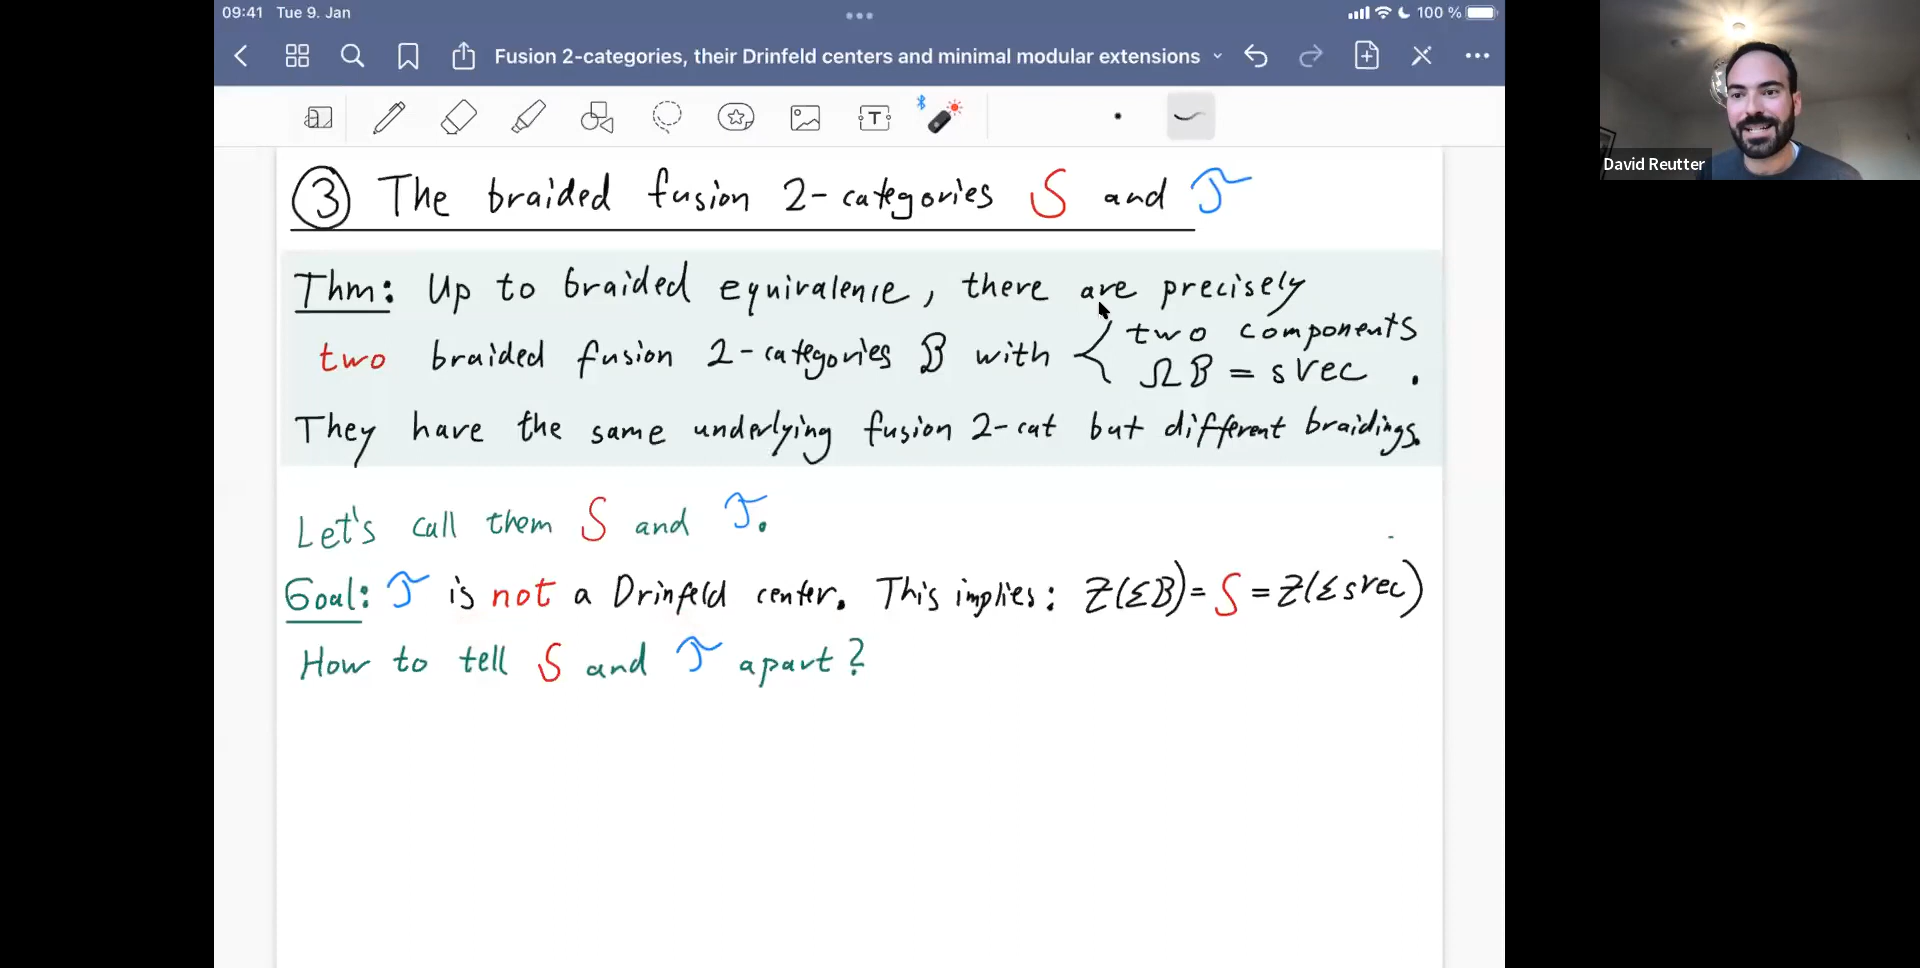 09:41 Tue 9. Jan
100 %
Fusion 2-categories, their Drinfeld centers and minimal modular extensions
T
David Reutter
③ The braided fusion 2-categories S and T
Thm: Up to braided equivalence, there are precisely
two braided fusion 2-categories B with { two components
ΩB = sVec .
They have the same underlying fusion 2-cat but different braidings.
Let's call them S and T.
Goal: T is not a Drinfeld center. This implies: Z(ΣB) = S = Z(ΣsVec)
How to tell S and T apart?